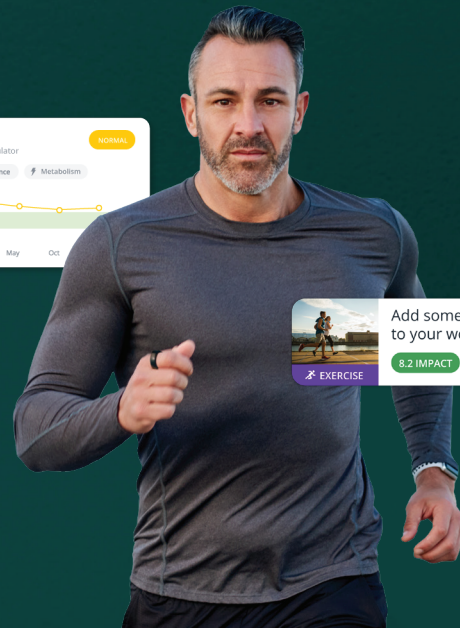 NORMAL
lator
nce
Metabolism
May
Oct
Add some
to your w
8.2 IMPACT
EXERCISE